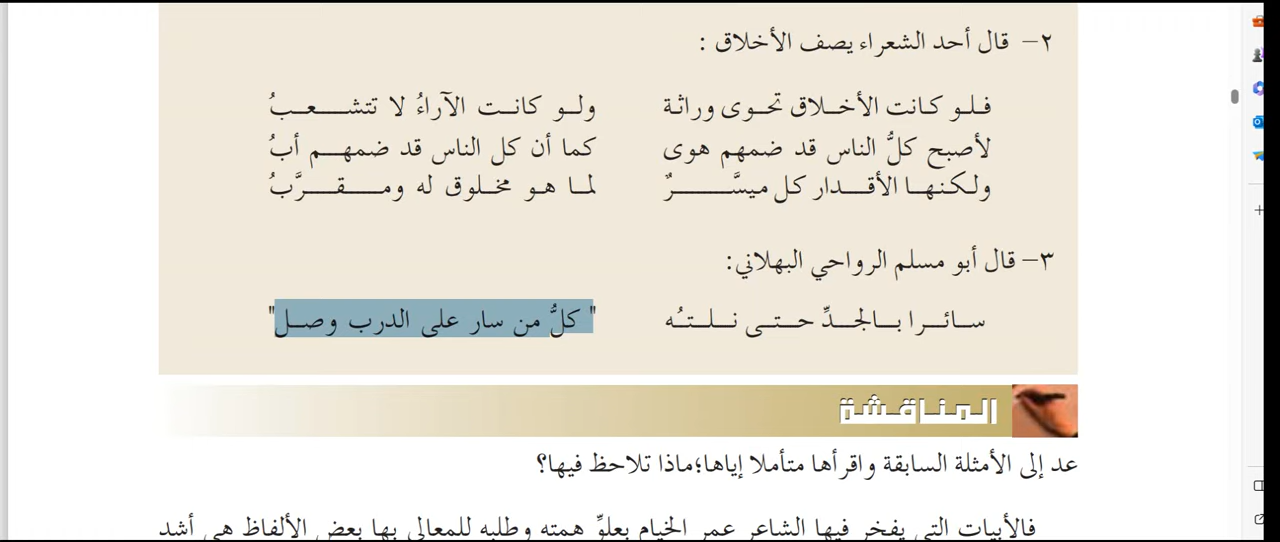 ٢- قال أحد الشعراء يصف الأخلاق :
فلو كانت الأخلاق تحوى وراثة ولو كانت الآراءُ لا تتشعبُ
لأصبح كلُّ الناس قد ضمهم هوى كما أن كل الناس قد ضمهم أبُ
ولكنها الأقدار كل ميسَّرٌ لما هو مخلوق له ومقرَّبُ
٣- قال أبو مسلم الرواحي البهلاني:
سائرا بالجدِّ حتى نلتُه " كلُّ من سار على الدرب وصل"
المناقشة
عد إلى الأمثلة السابقة واقرأها متأملا إياها؛ماذا تلاحظ فيها؟
فالأبيات التي يفخر فيها الشاعر عمر الخيام بعلوِّ همته وطلبه للمعالي بها بعض الألفاظ هي أشد